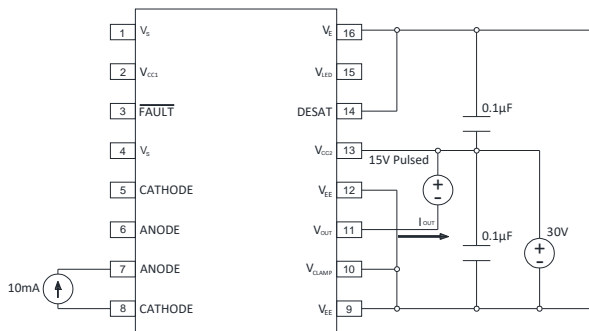 1 Vs VE 16
2 VCC1 VLED 15
3 FAULT DESAT 14
4 Vs VCC2 13
5 CATHODE VEE 12
6 ANODE VOUT 11
7 ANODE VCLAMP 10
8 CATHODE VEE 9
10mA
0.1µF
15V Pulsed
IOUT
0.1µF
30V